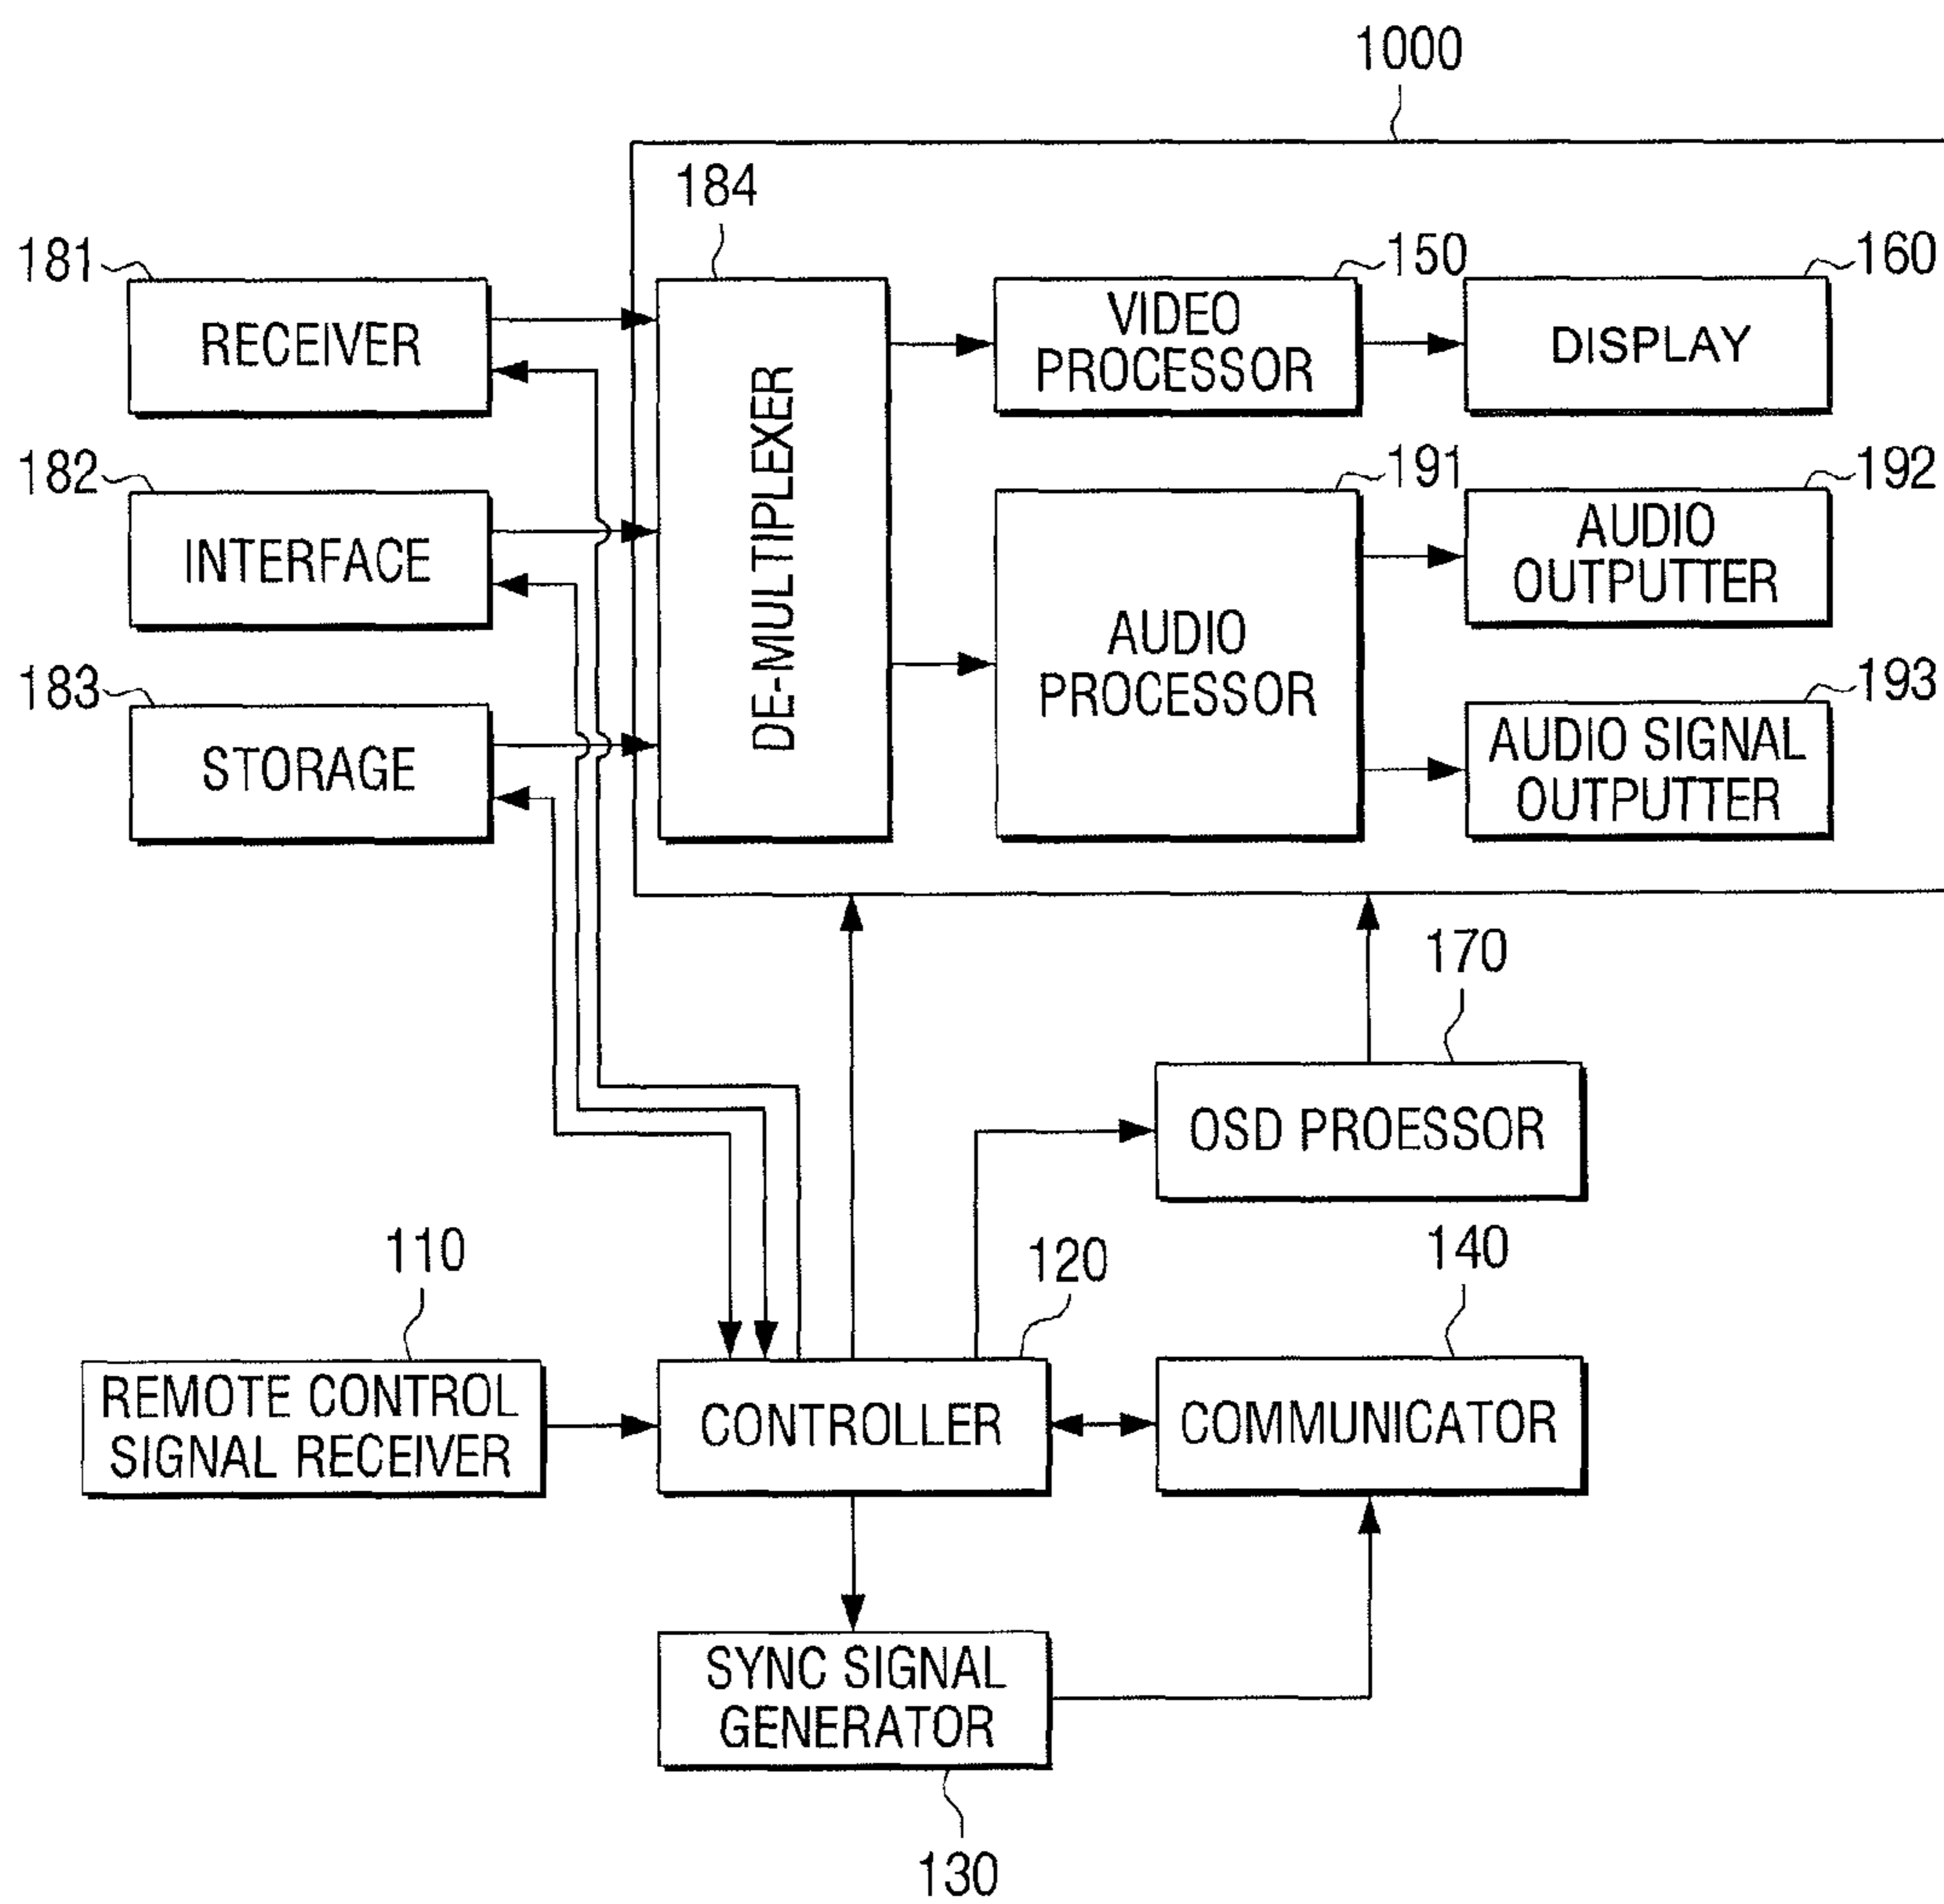 1000
184
181
150
160
RECEIVER
VIDEO
PROCESSOR
DISPLAY
DE-MULTIPLEXER
182
191
192
INTERFACE
AUDIO
OUTPUTTER
AUDIO
PROCESSOR
183
193
STORAGE
AUDIO SIGNAL
OUTPUTTER
170
OSD PROESSOR
110
120
140
REMOTE CONTROL
SIGNAL RECEIVER
CONTROLLER
COMMUNICATOR
SYNC SIGNAL
GENERATOR
130